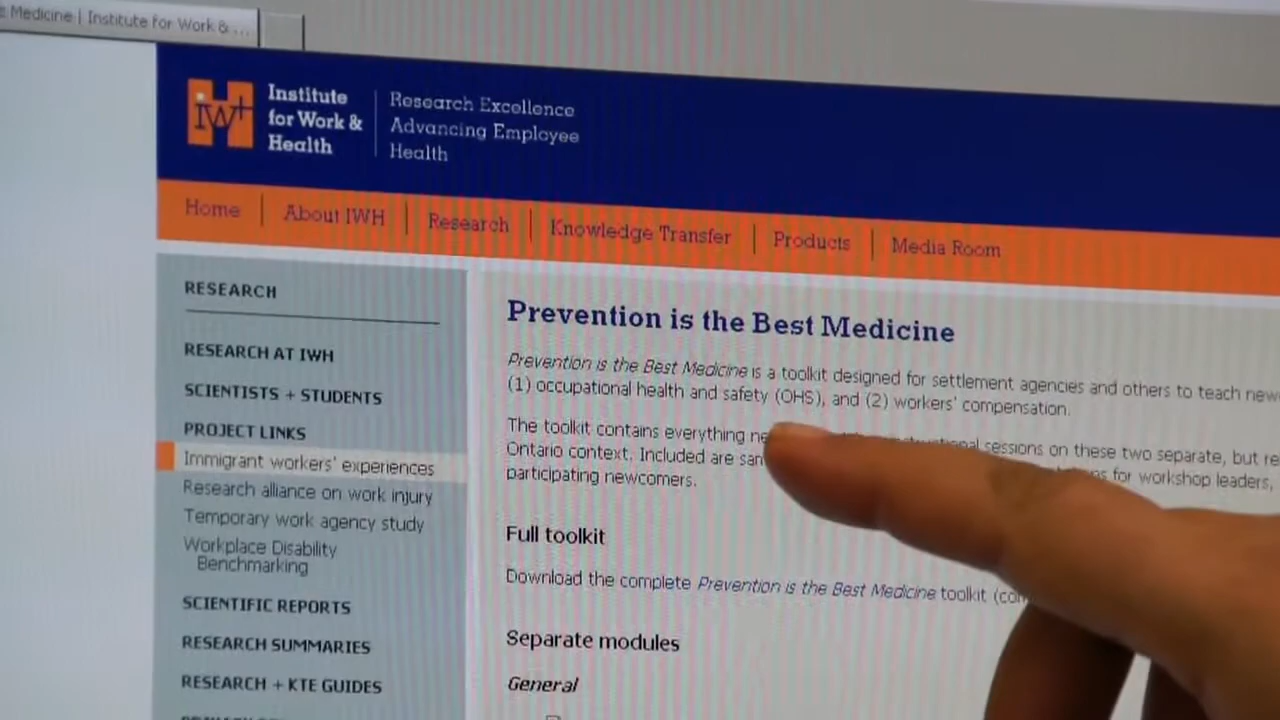 Medicine | Institute for Work & ...
iw+
H
Institute
for Work &
Health
Research Excellence
Advancing Employee
Health
Home
About IWH
Research
Knowledge Transfer
Products
Media Room
RESEARCH
RESEARCH AT IWH
SCIENTISTS + STUDENTS
PROJECT LINKS
Immigrant workers' experiences
Research alliance on work injury
Temporary work agency study
Workplace Disability
Benchmarking
SCIENTIFIC REPORTS
RESEARCH SUMMARIES
RESEARCH + KTE GUIDES
Prevention is the Best Medicine
Prevention is the Best Medicine is a toolkit designed for settlement agencies and others to teach
(1) occupational health and safety (OHS), and (2) workers' compensation.
The toolkit contains everything sessions on these two separate, but
Ontario context. Included are for workshop leaders,
participating newcomers.
Full toolkit
Download the complete Prevention is the Best Medicine toolkit
Separate modules
General